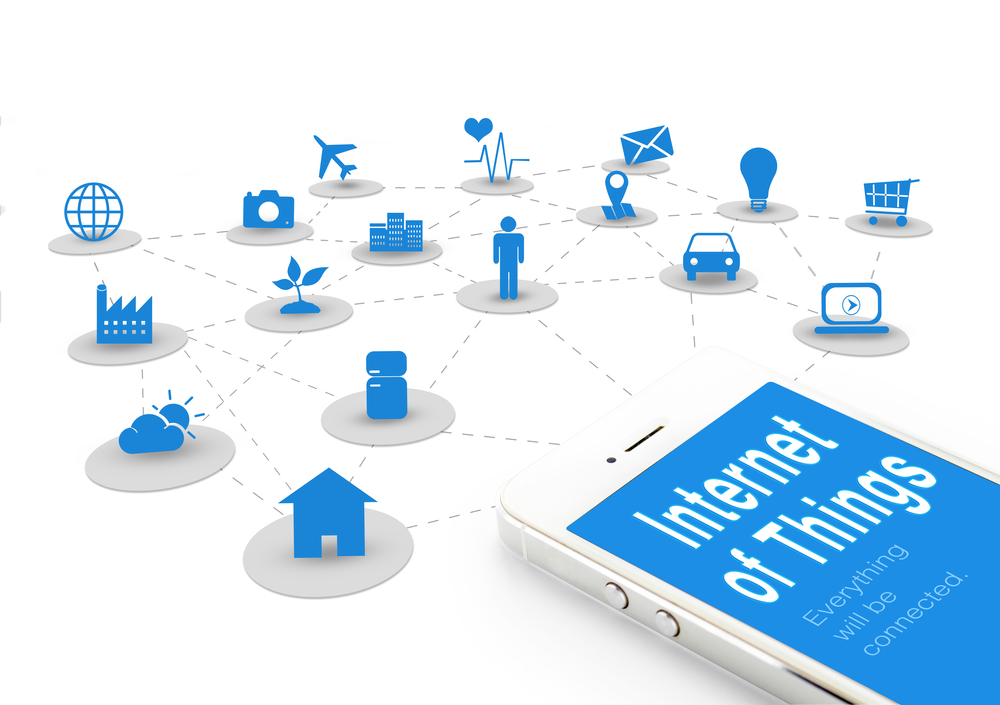 Internet
of Things
Everything
will be
connected.